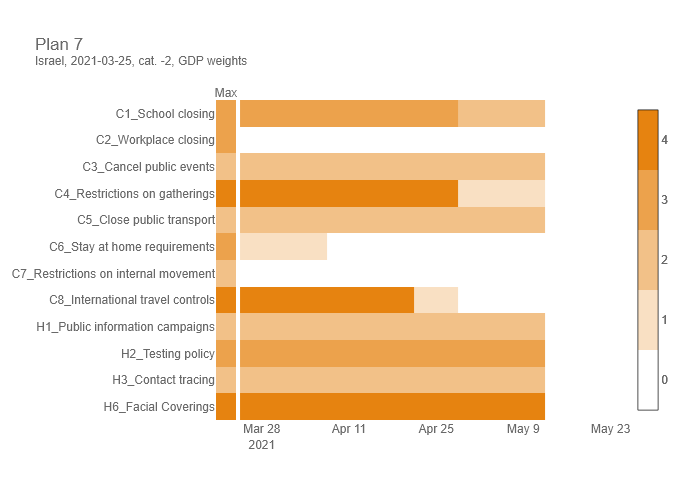 Plan 7
Israel, 2021-03-25, cat. -2, GDP weights
Max
C1_School closing
C2_Workplace closing
C3_Cancel public events
C4_Restrictions on gatherings
C5_Close public transport
C6_Stay at home requirements
C7_Restrictions on internal movement
C8_International travel controls
H1_Public information campaigns
H2_Testing policy
H3_Contact tracing
H6_Facial Coverings
Mar 28 Apr 11 Apr 25 May 9 May 23
2021
4
3
2
1
0